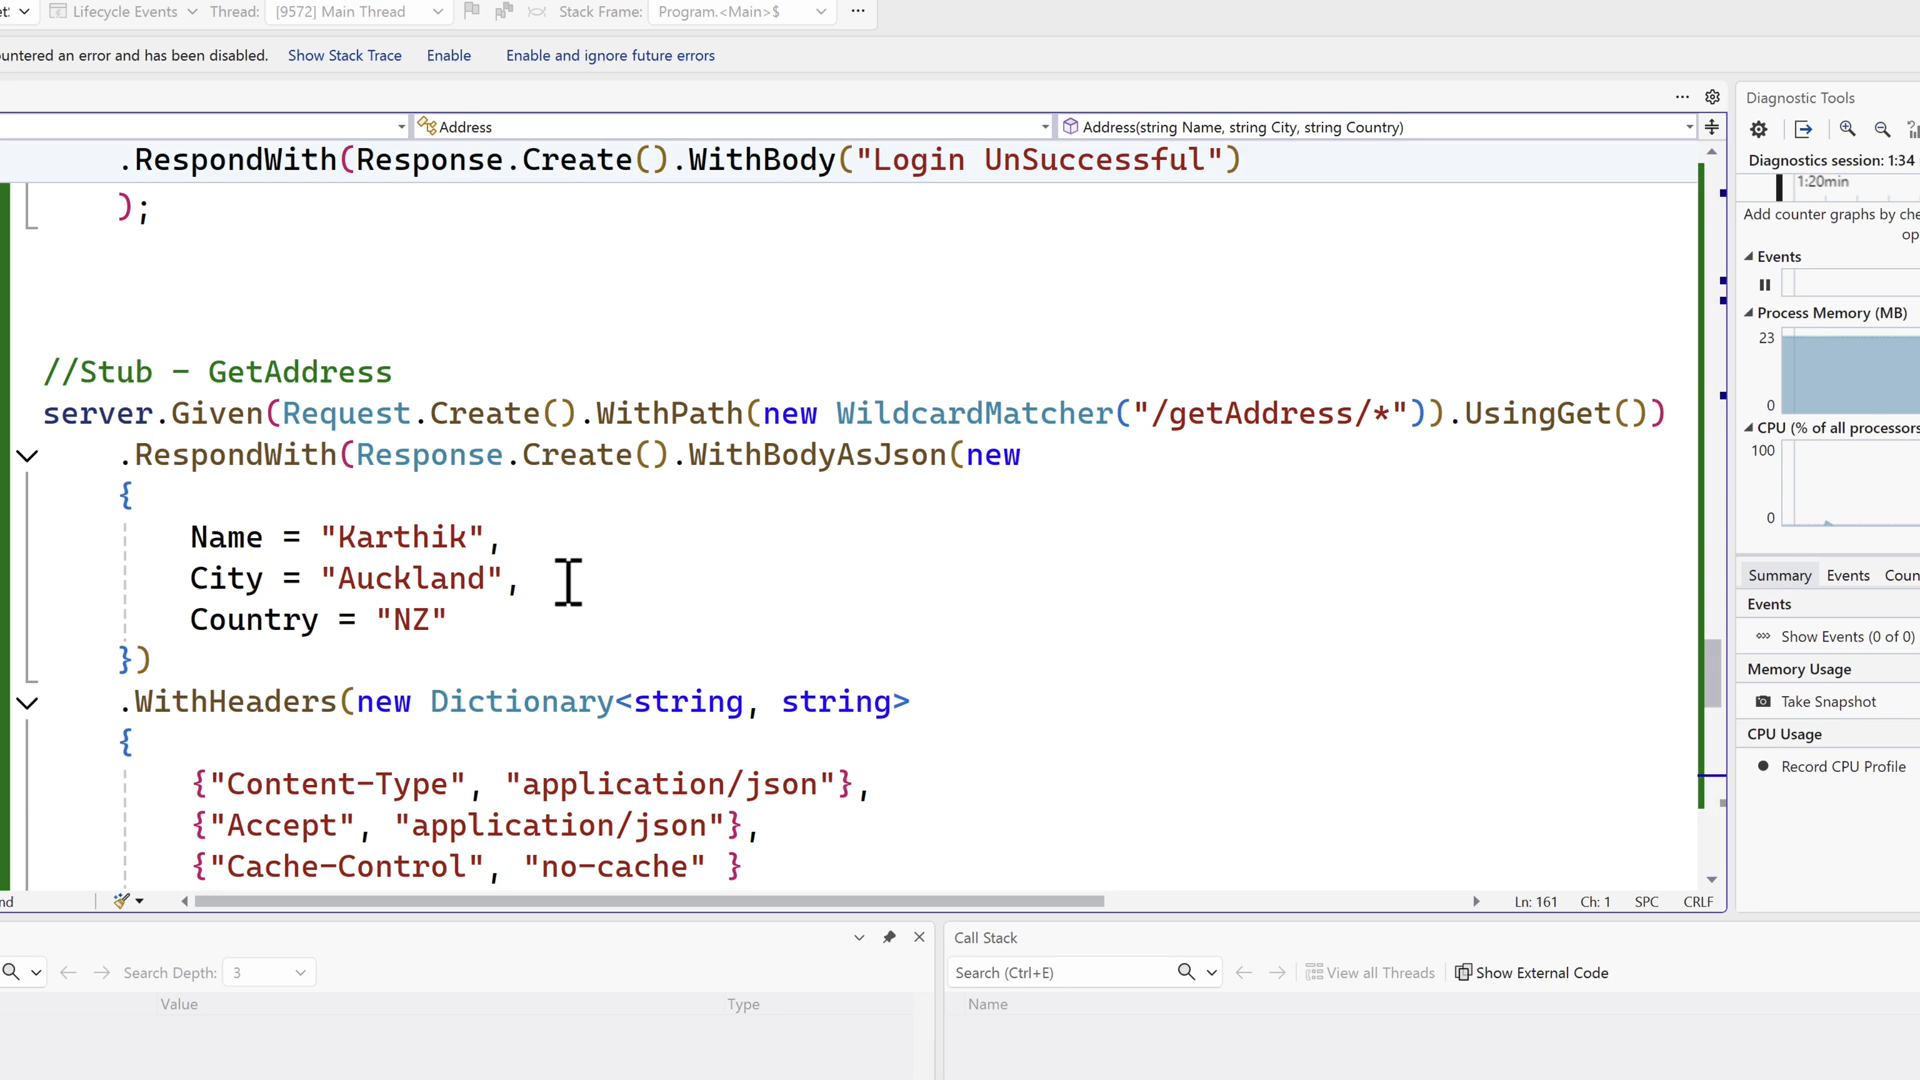 Lifecycle Events Thread: [9572] Main Thread Stack Frame: Program.<Main>$
ountered an error and has been disabled. Show Stack Trace Enable Enable and ignore future errors
Address Address(string Name, string City, string Country)
.RespondWith(Response.Create().WithBody("Login UnSuccessful")
);
//Stub - GetAddress
server.Given(Request.Create().WithPath(new WildcardMatcher("/getAddress/*")).UsingGet())
.RespondWith(Response.Create().WithBodyAsJson(new
{
Name = "Karthik",
City = "Auckland",
Country = "NZ"
})
.WithHeaders(new Dictionary<string, string>
{
{"Content-Type", "application/json"},
{"Accept", "application/json"},
{"Cache-Control", "no-cache" }
nd Ln: 161 Ch: 1 SPC CRLF
Diagnostic Tools
Diagnostics session: 1:34
1:20min
Add counter graphs by che
op
Events
Process Memory (MB)
23
0
CPU (% of all processors
100
0
Summary Events Coun
Events
Show Events (0 of 0)
Memory Usage
Take Snapshot
CPU Usage
Record CPU Profile
Search Depth: 3
Value Type
Call Stack
Search (Ctrl+E) View all Threads Show External Code
Name